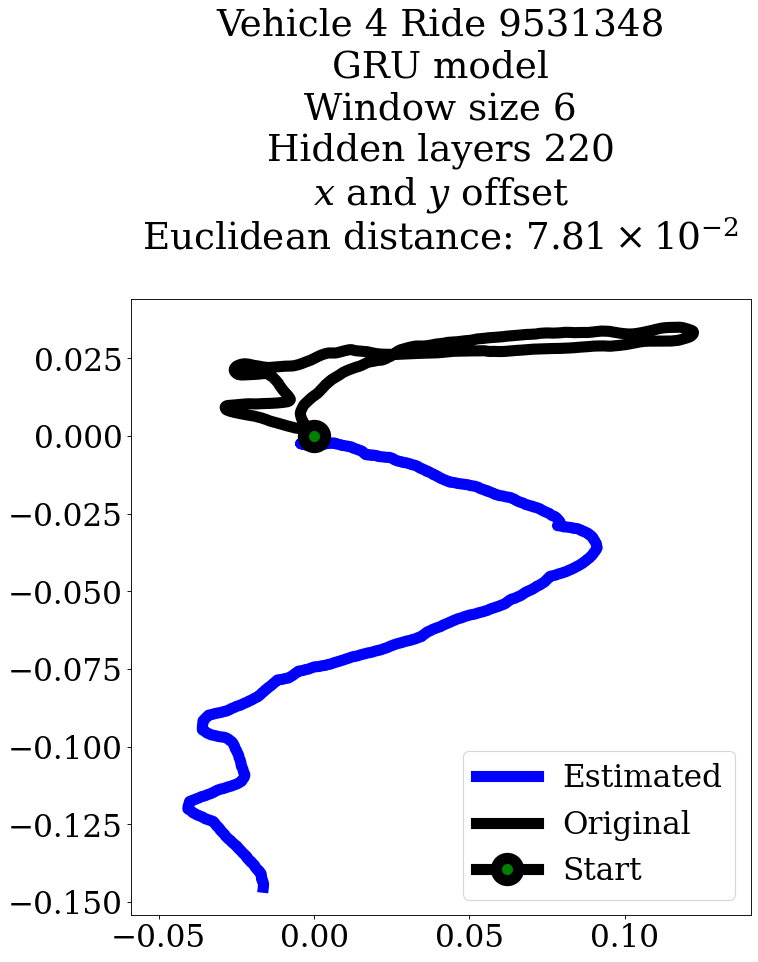 Vehicle 4 Ride 9531348
GRU model
Window size 6
Hidden layers 220
x and y offset
Euclidean distance: 7.81 × 10⁻²
0.025
0.000
−0.025
−0.050
−0.075
−0.100
−0.125
−0.150
−0.05 0.00 0.05 0.10
Estimated
Original
Start